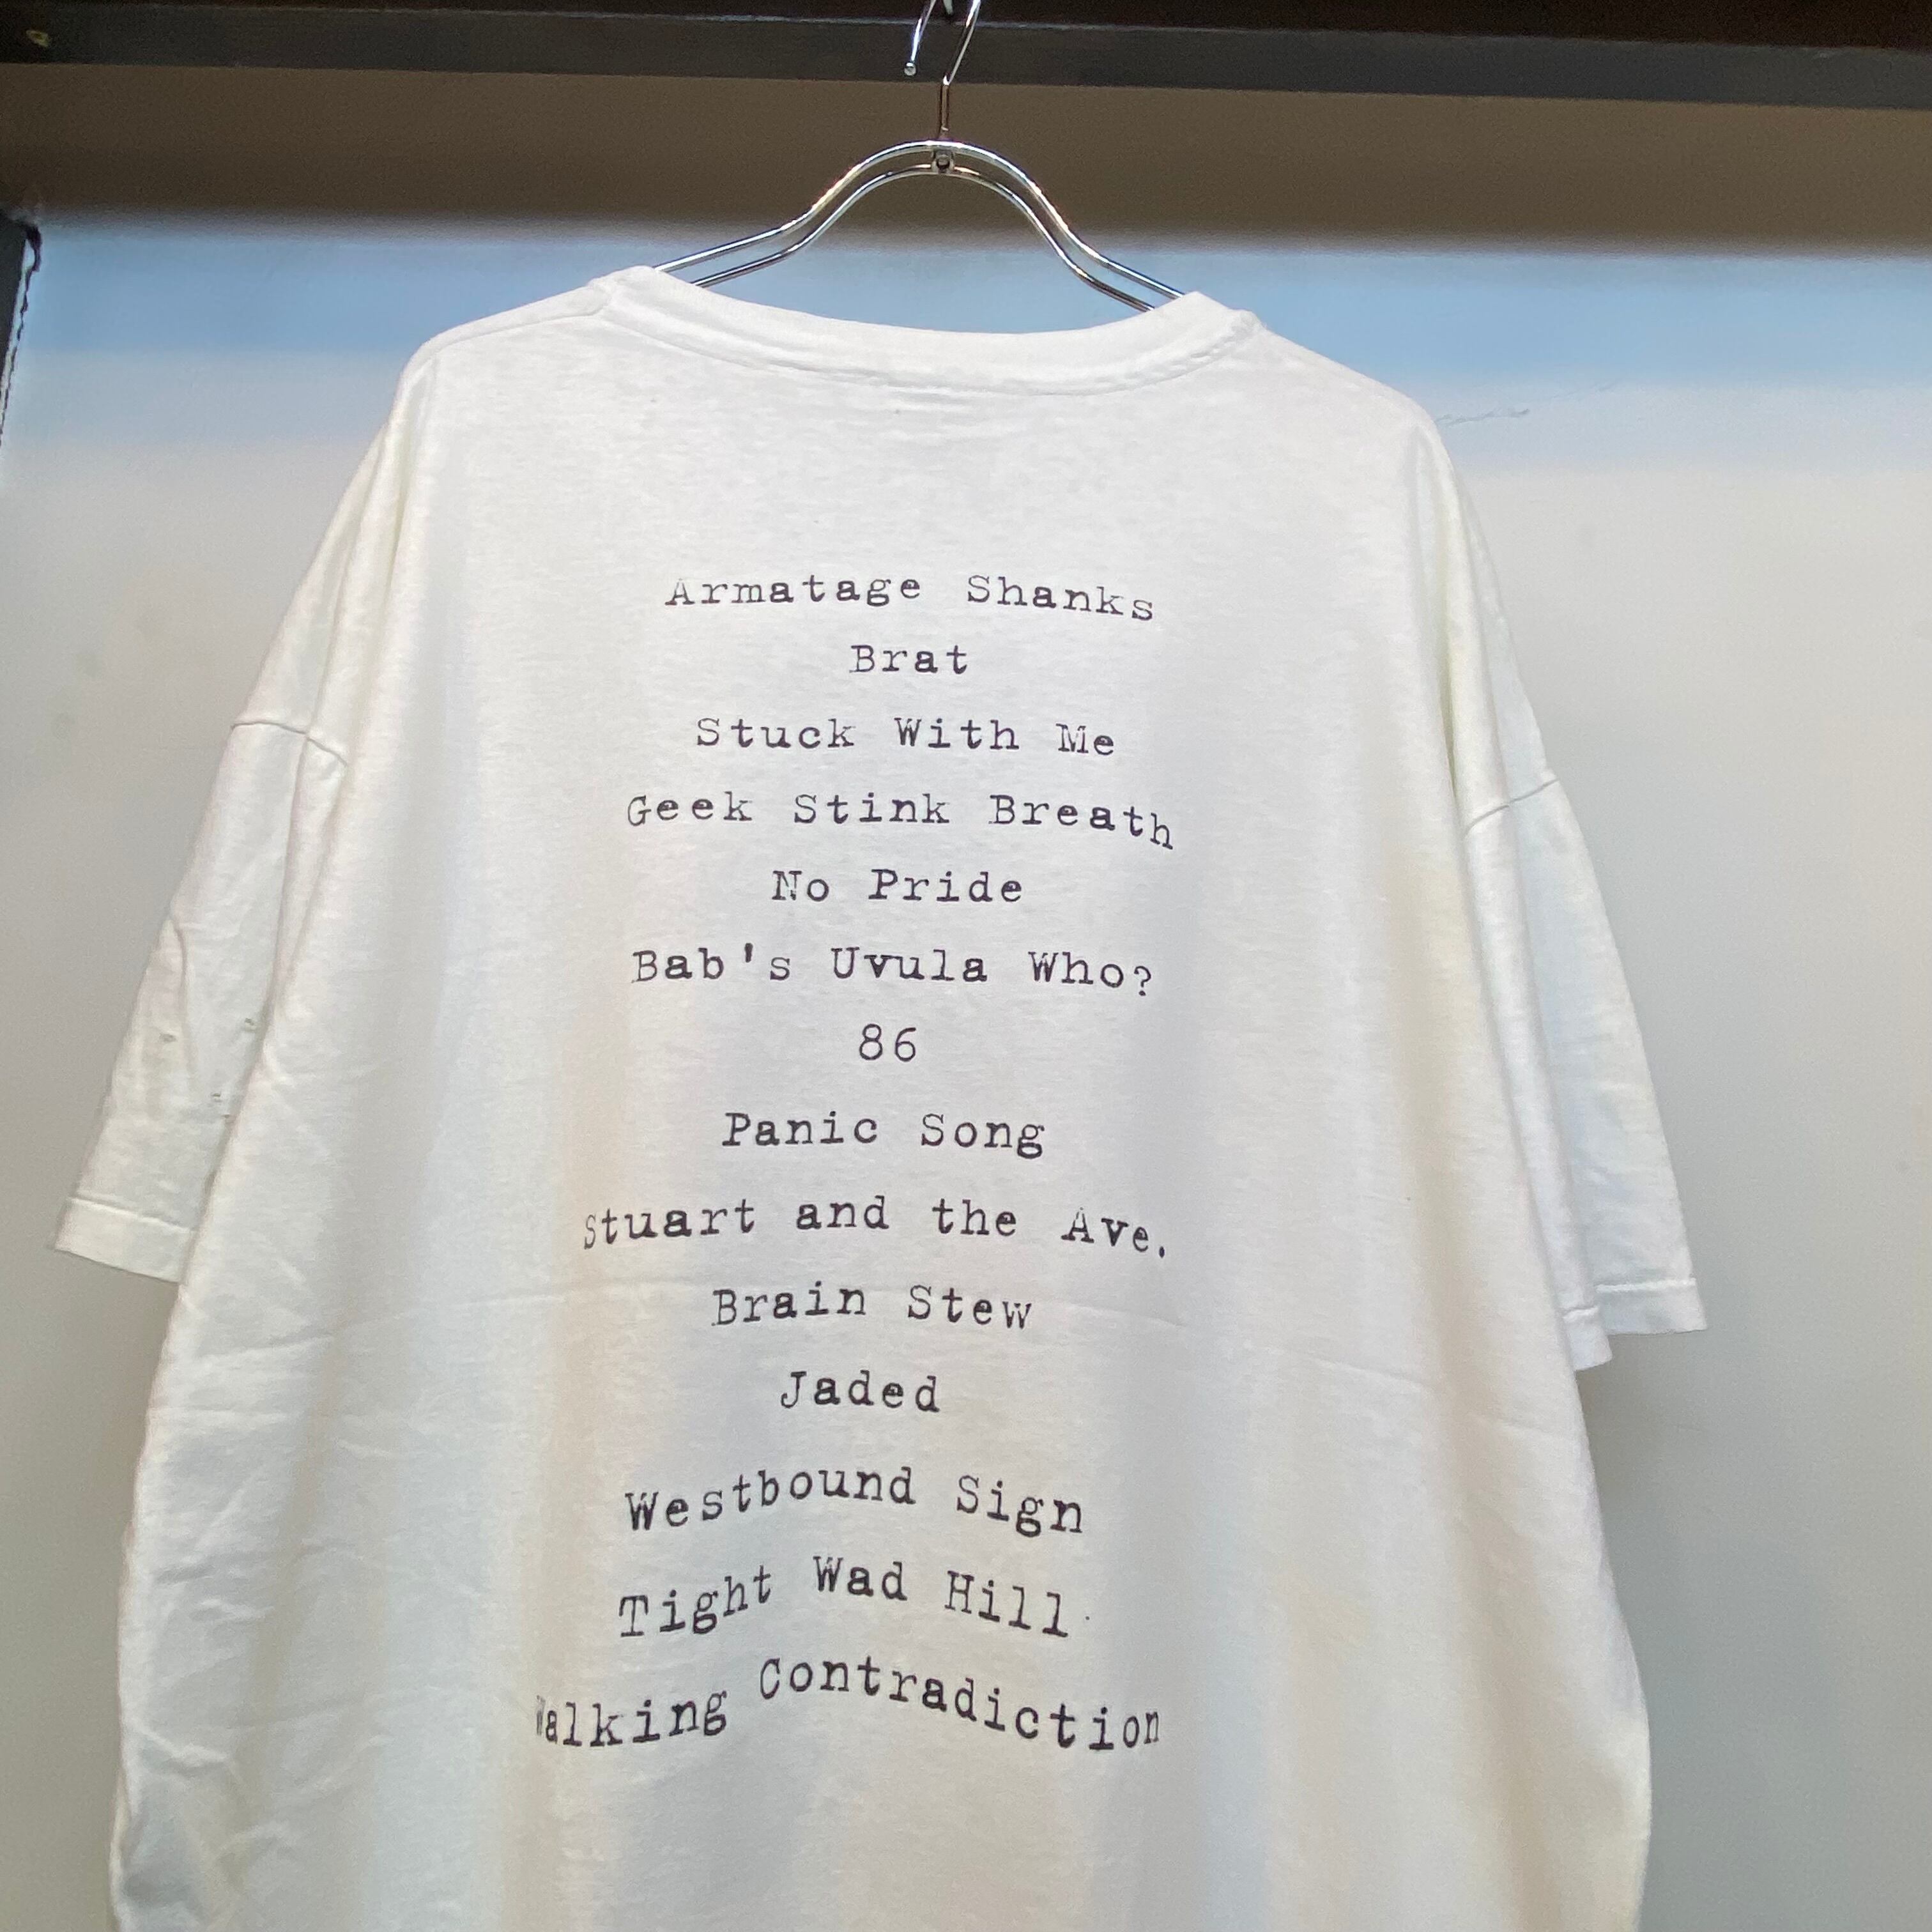 Armatage Shanks
Brat
Stuck With Me
Geek Stink Breath
No Pride
Bab's Uvula Who?
86
Panic Song
Stuart and the Ave.
Brain Stew
Jaded
Westbound Sign
Tight Wad Hill
Walking Contradiction